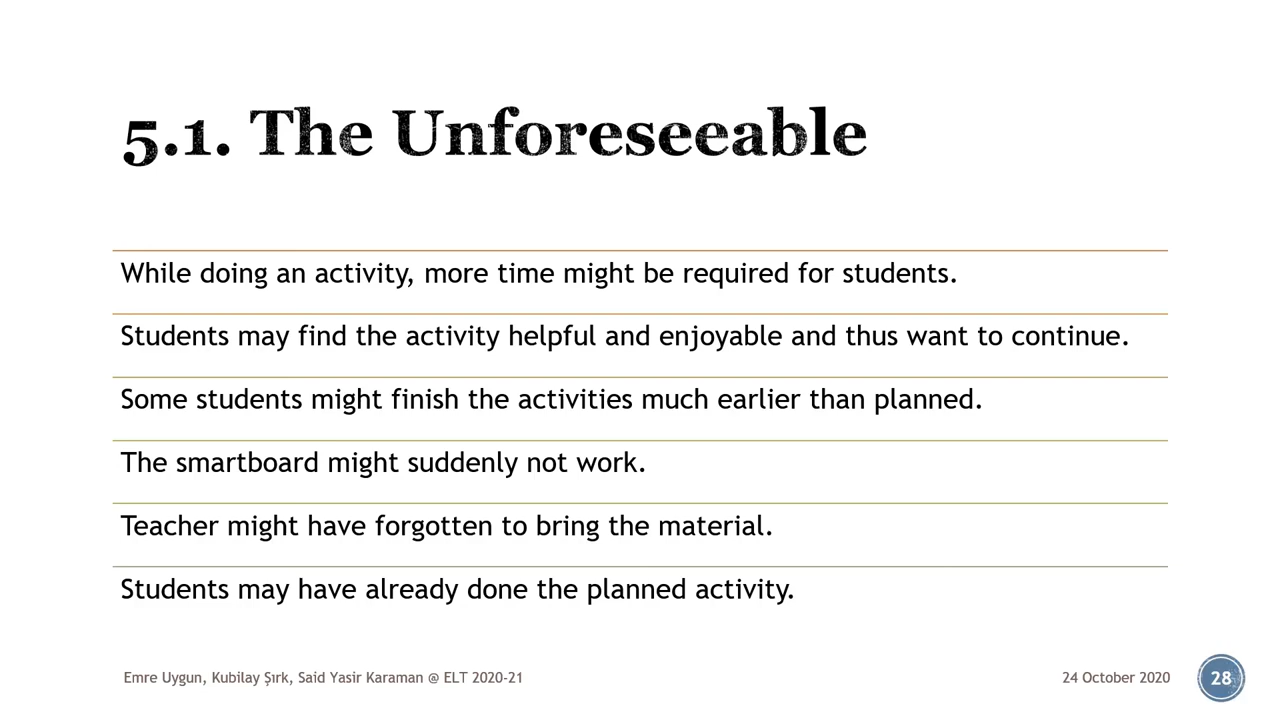 5.1. The Unforeseeable
While doing an activity, more time might be required for students.
Students may find the activity helpful and enjoyable and thus want to continue.
Some students might finish the activities much earlier than planned.
The smartboard might suddenly not work.
Teacher might have forgotten to bring the material.
Students may have already done the planned activity.
Emre Uygun, Kubilay Şırk, Said Yasir Karaman @ ELT 2020-21
24 October 2020
28